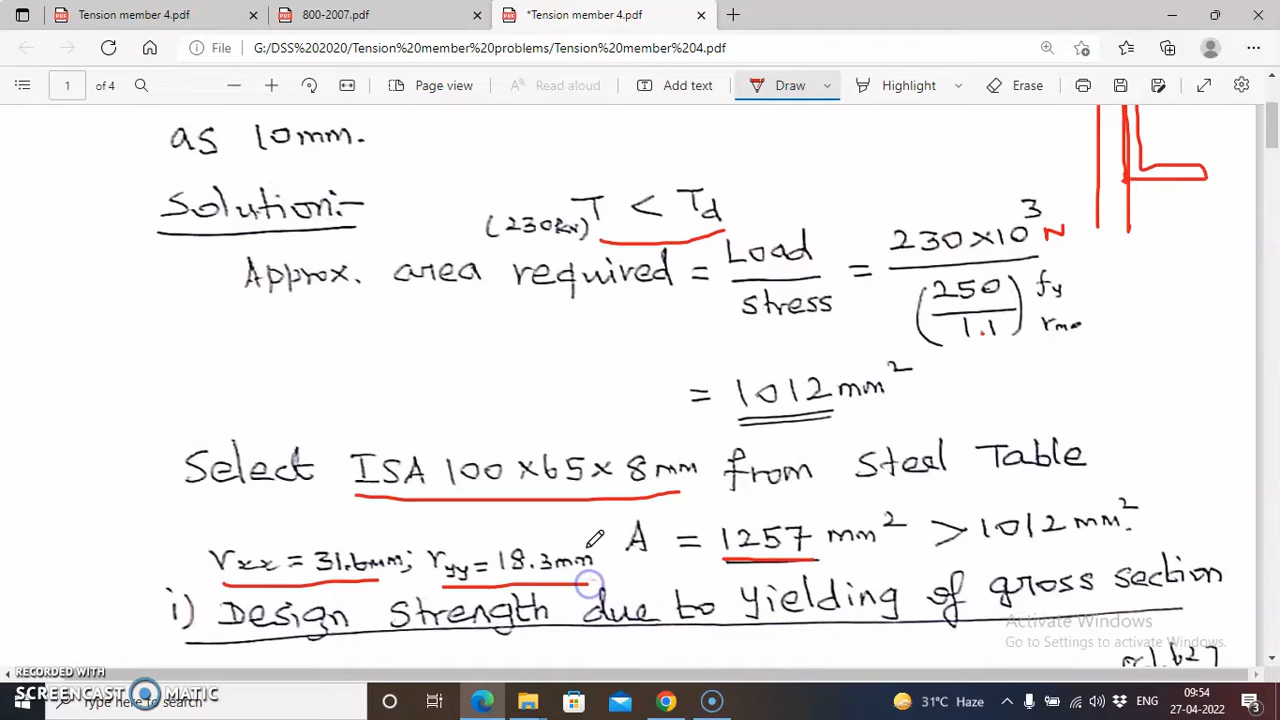 Tension member 4.pdf
800-2007.pdf
*Tension member 4.pdf
File
G:/DSS%202020/Tension%20member%20problems/Tension%20member%204.pdf
1 of 4
Page view
Read aloud
Add text
Draw
Highlight
Erase
as 10mm.
Solution:-
(230kN) T < Td
Approx. area required = Load / stress = 230×10³ N / (250/1.1) fy
= 1012 mm²
Select ISA 100×65×8mm from Steel Table
A = 1257 mm² > 1012 mm².
rxx = 31.6mm; ryy = 18.3mm
i) Design Strength due to yielding of gross section
Activate Windows
Go to Settings to activate Windows.
RECORDED WITH
SCREENCAST MATIC
Type here to search
31°C Haze
ENG
09:54
27-04-2022
3